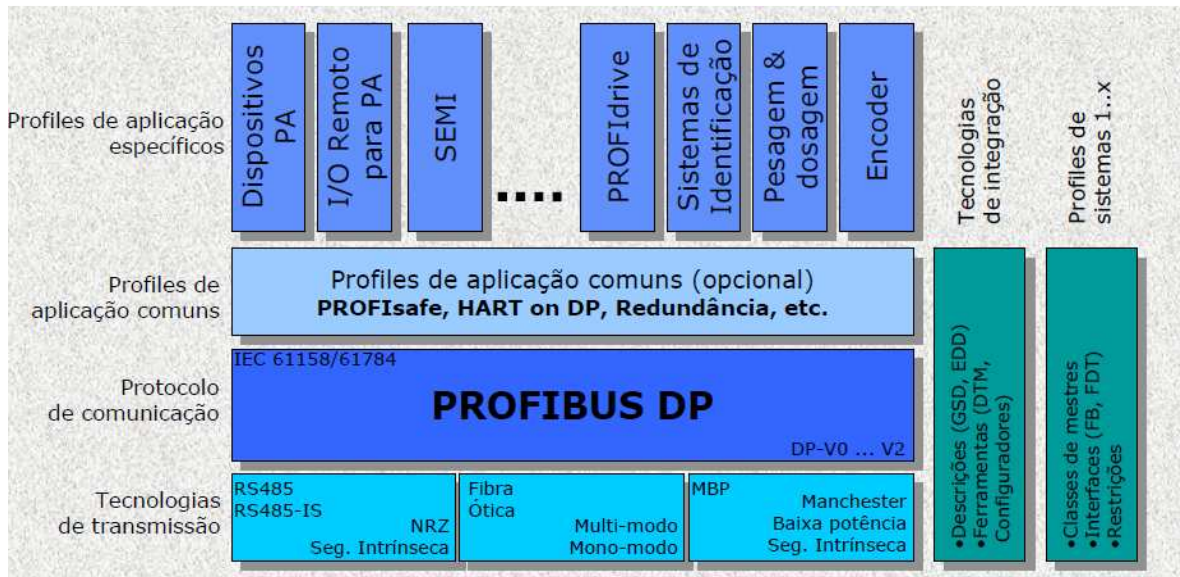 Profiles de aplicação
específicos
Dispositivos
PA
I/O Remoto
para PA
SEMI
....
PROFIdrive
Sistemas de
Identificação
Pesagem &
dosagem
Encoder
Tecnologias
de integração
Profiles de
sistemas 1..x
Profiles de
aplicação comuns
Profiles de aplicação comuns (opcional)
PROFIsafe, HART on DP, Redundância, etc.
Protocolo
de comunicação
IEC 61158/61784
PROFIBUS DP
DP-V0 ... V2
Tecnologias
de transmissão
RS485
RS485-IS
NRZ
Seg. Intrínseca
Fibra
Ótica
Multi-modo
Mono-modo
MBP
Manchester
Baixa potência
Seg. Intrínseca
•Descrições (GSD, EDD)
•Ferramentas (DTM,
Configuradores)
•Classes de mestres
•Interfaces (FB, FDT)
•Restrições